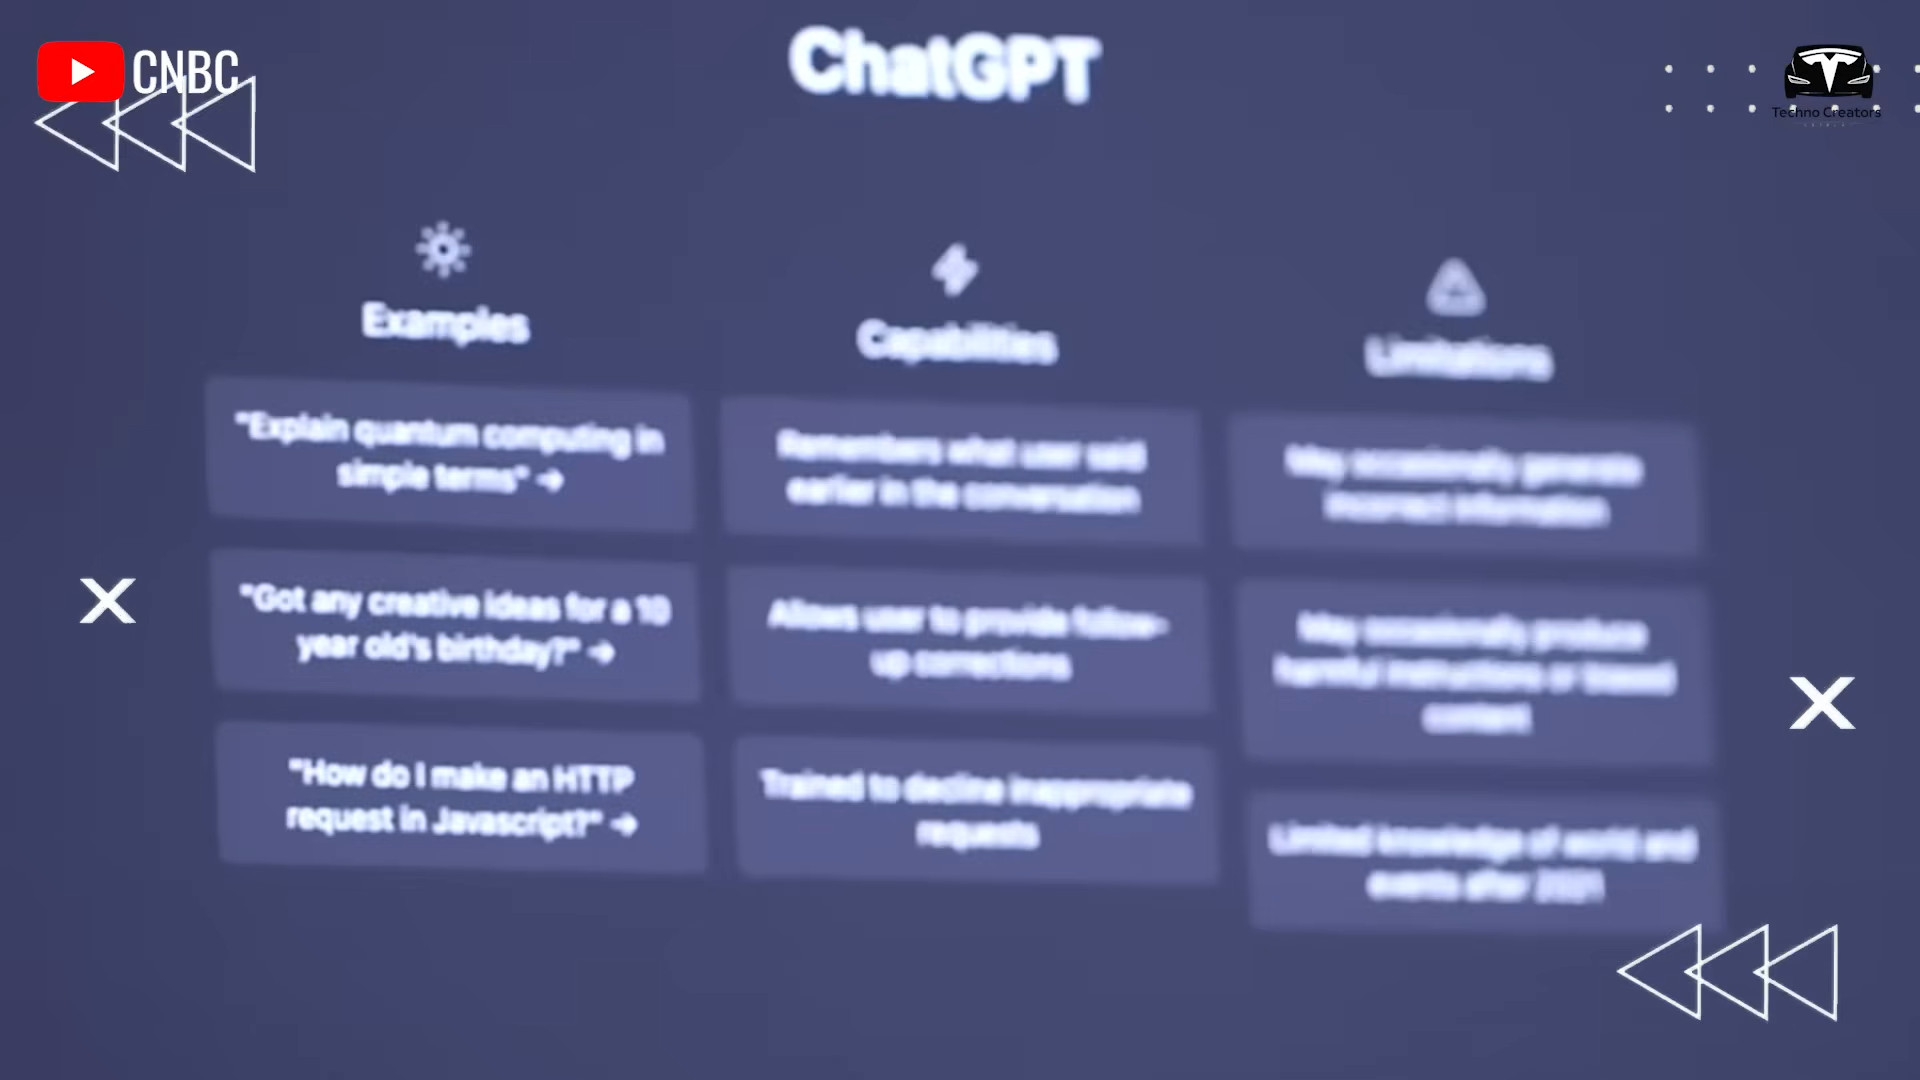 CNBC
ChatGPT
Techno Creators
Examples
"Explain quantum computing in
simple terms" →
"Got any creative ideas for a 10
year old's birthday?" →
"How do I make an HTTP
request in Javascript?" →
Capabilities
Remembers what user said
earlier in the conversation
Allows user to provide follow-
up corrections
Trained to decline inappropriate
requests
Limitations
May occasionally generate
incorrect information
May occasionally produce
harmful instructions or biased
content
Limited knowledge of world and
events after 2021